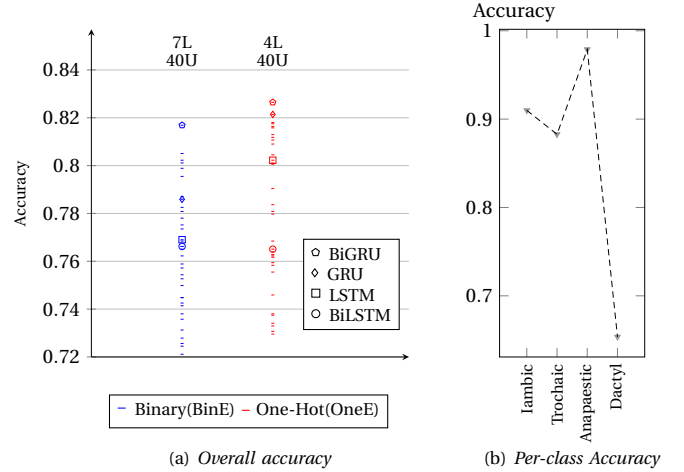 7L 4L
40U 40U
Accuracy
0.84
0.82
0.8
0.78
0.76
0.74
0.72
BiGRU
GRU
LSTM
BiLSTM
Binary(BinE) One-Hot(OneE)
(a) Overall accuracy
Accuracy
1
0.9
0.8
0.7
Iambic
Trochaic
Anapaestic
Dactyl
(b) Per-class Accuracy